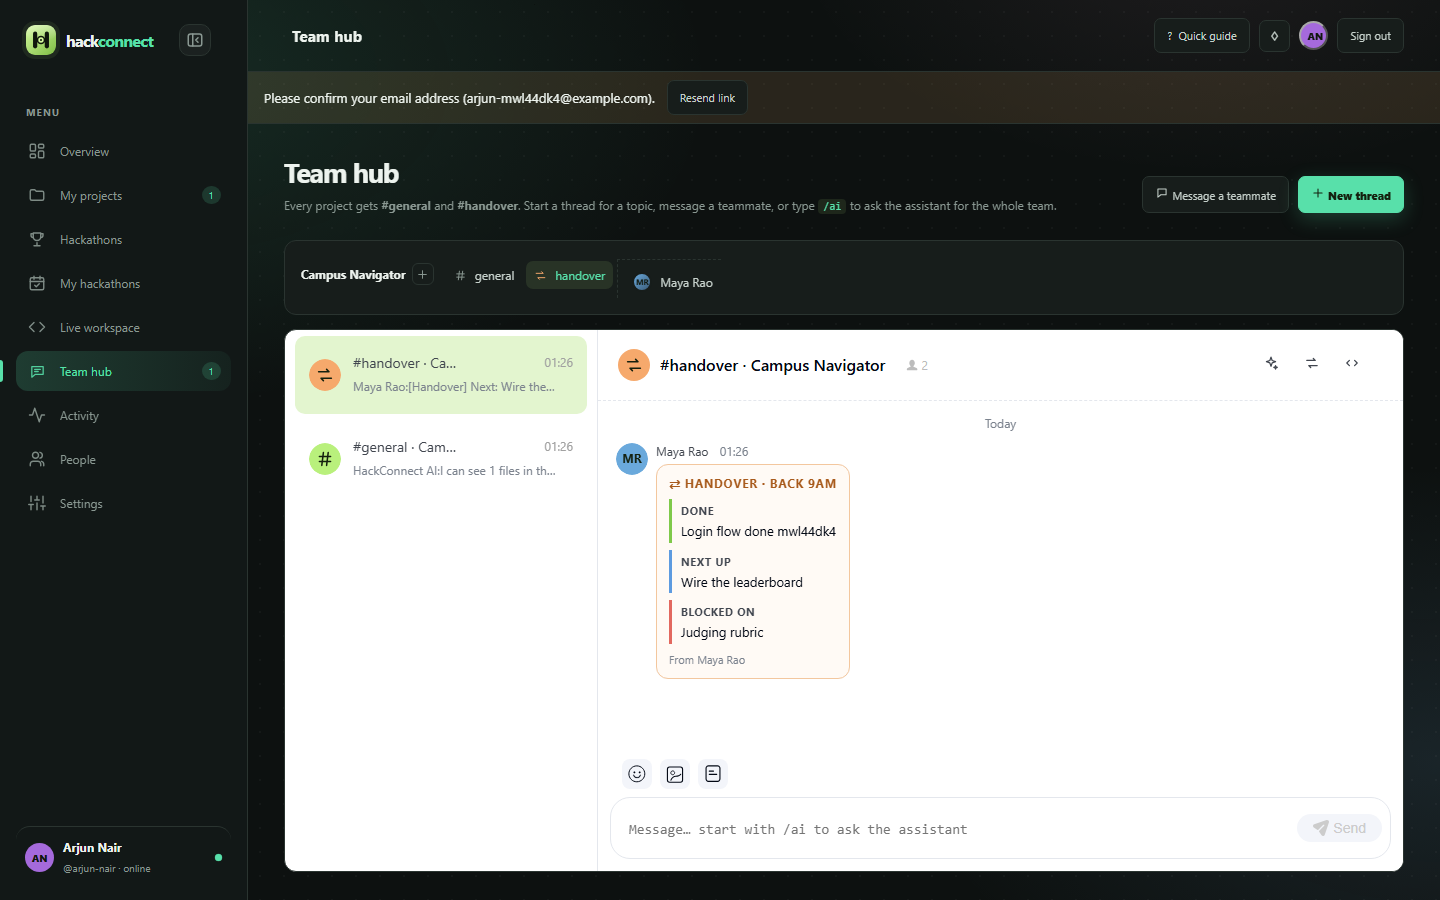 hackconnect
MENU
Overview
My projects 1
Hackathons
My hackathons
Live workspace
Team hub 1
Activity
People
Settings
AN
Arjun Nair
@arjun-nair · online
Team hub
? Quick guide
AN
Sign out
Please confirm your email address (arjun-mwl44dk4@example.com).
Resend link
Team hub
Every project gets #general and #handover. Start a thread for a topic, message a teammate, or type /ai to ask the assistant for the whole team.
Message a teammate
+ New thread
Campus Navigator +
# general
handover
MR Maya Rao
#handover · Ca... 01:26
Maya Rao:[Handover] Next: Wire the...
# 
#general · Cam... 01:26
HackConnect AI:I can see 1 files in th...
#handover · Campus Navigator
2
Today
MR
Maya Rao 01:26
⇄ HANDOVER · BACK 9AM
DONE
Login flow done mwl44dk4
NEXT UP
Wire the leaderboard
BLOCKED ON
Judging rubric
From Maya Rao
Message… start with /ai to ask the assistant
Send